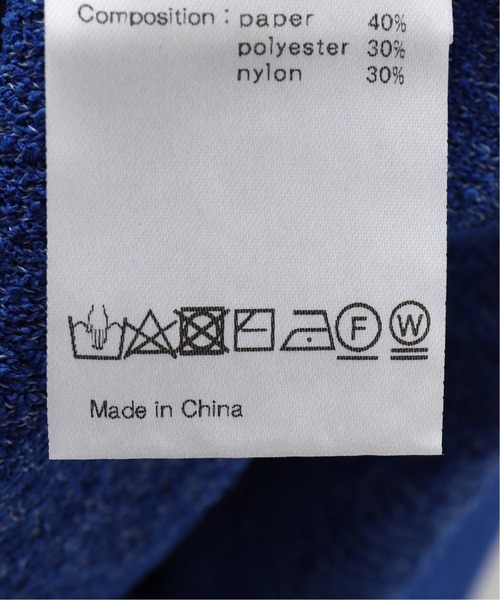 Composition : paper 40%
polyester 30%
nylon 30%
F W
Made in China